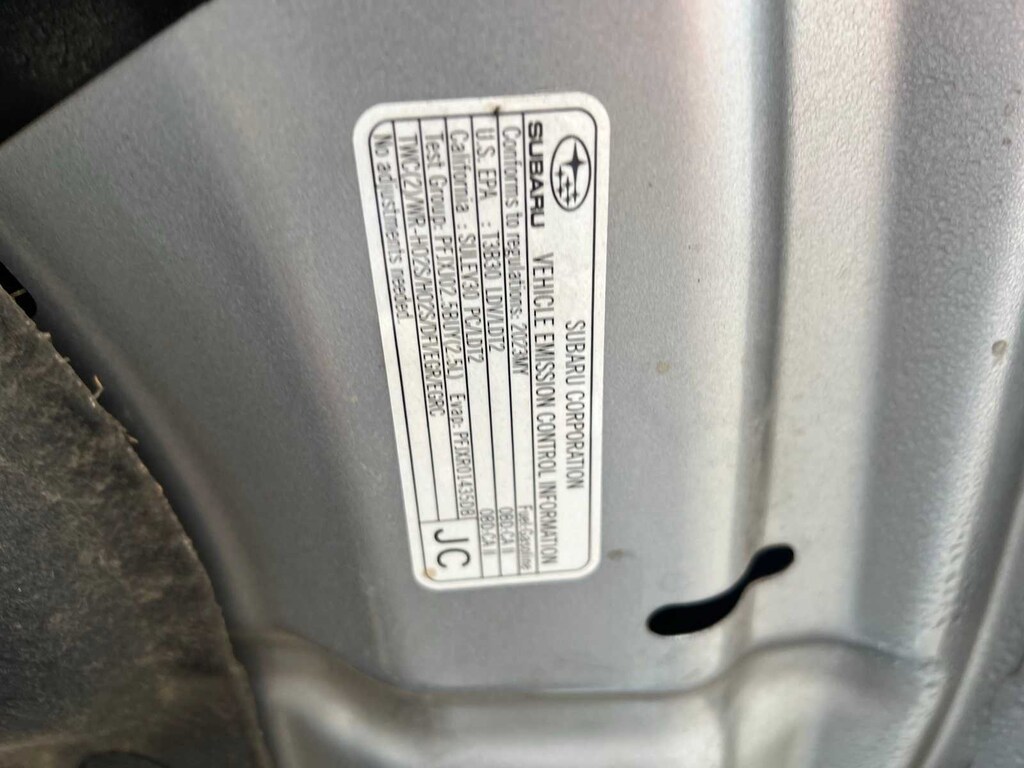 SUBARU CORPORATION
SUBARU VEHICLE EMISSION CONTROL INFORMATION
Conforms to regulations: 2023MY Fuel:Gasoline
U.S. EPA : T3B30 LDV/LDT2 OBD:CA II
California : SULEV30 PC/LDT2 OBD:CA II
Test Group: PFJXJ02.5BUY(2.5L) Evap: PFJXR0143SDB
TWC(2)/WR-HO2S/HO2S/DFI/EGR/EGRC
No adjustments needed.
JC